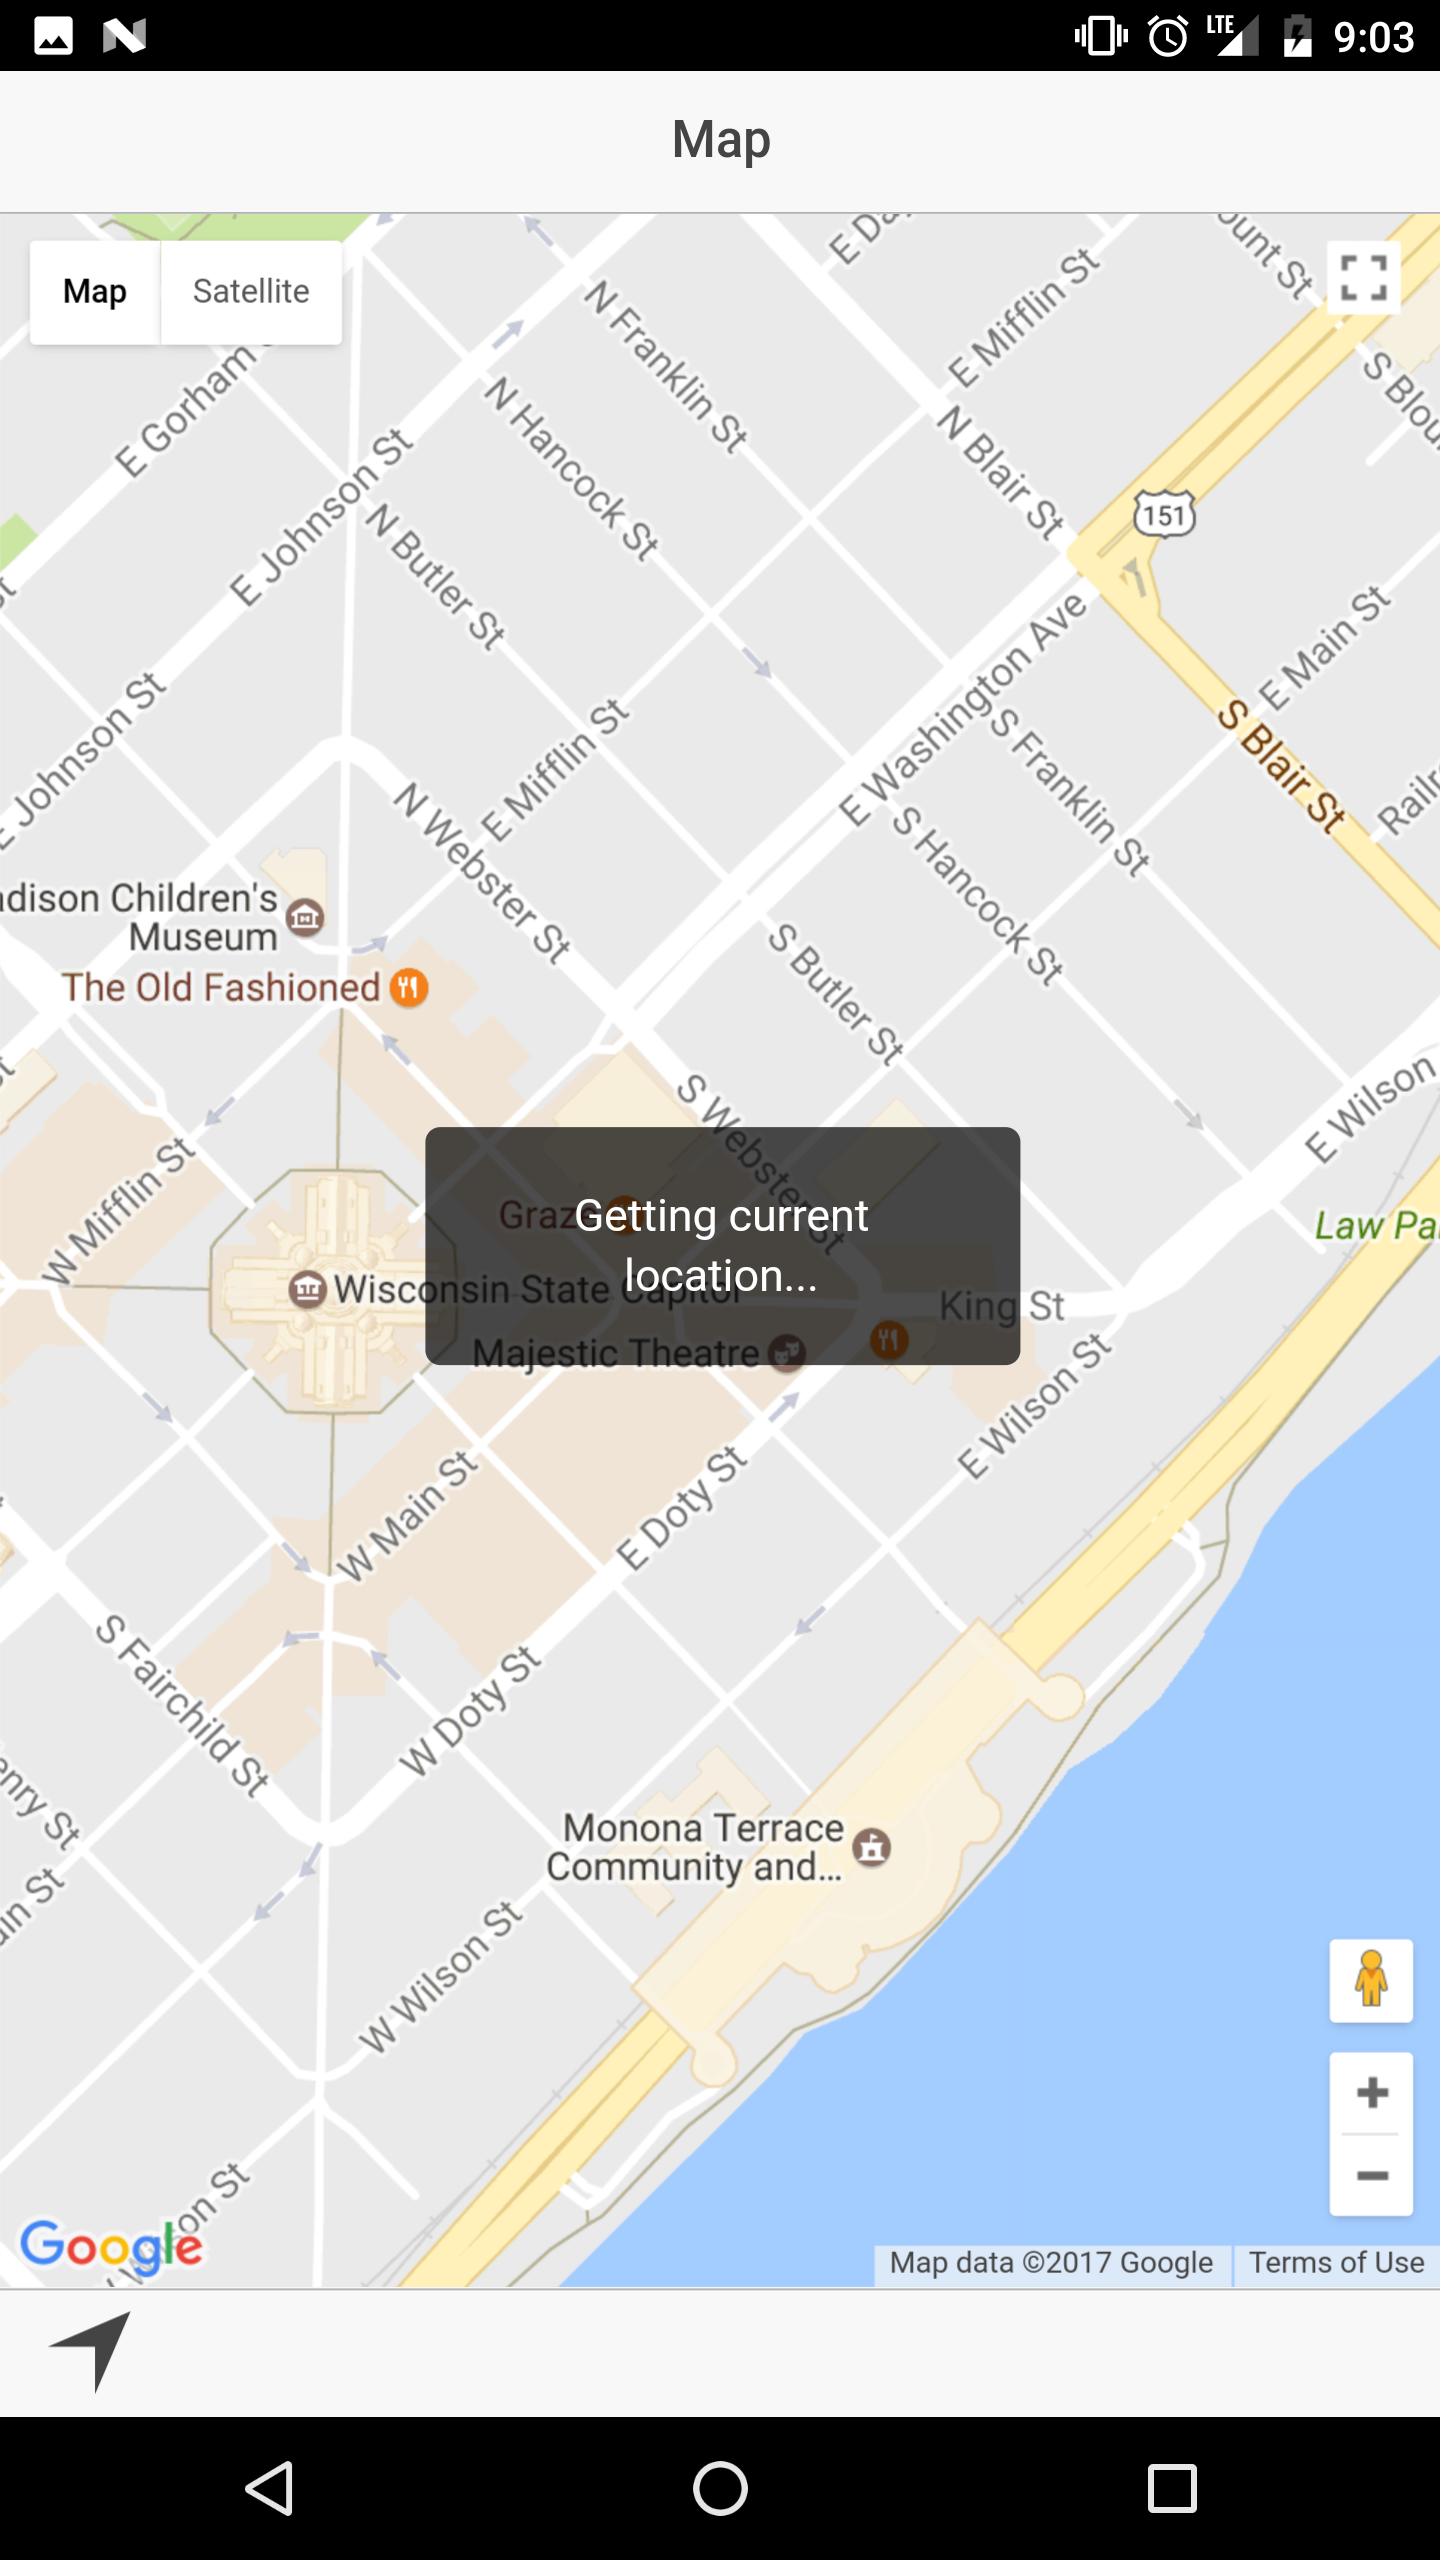 LTE 9:03
Map
Map Satellite
E Gorham
E Johnson St
E Johnson St
N Franklin St
N Hancock St
N Butler St
E Mifflin St
N Blair St
151
E Main St
S Blair St
E Washington Ave
E Mifflin St
N Webster St
S Franklin St
S Hancock St
S Butler St
Children's
Museum
The Old Fashioned
S Webster St
E Wilson
W Mifflin St
Getting current
location...
Wisconsin State Capitol
Majestic Theatre
King St
E Wilson St
W Main St
E Doty St
S Fairchild St
W Doty St
Monona Terrace
Community and...
W Wilson St
Google
Map data ©2017 Google Terms of Use